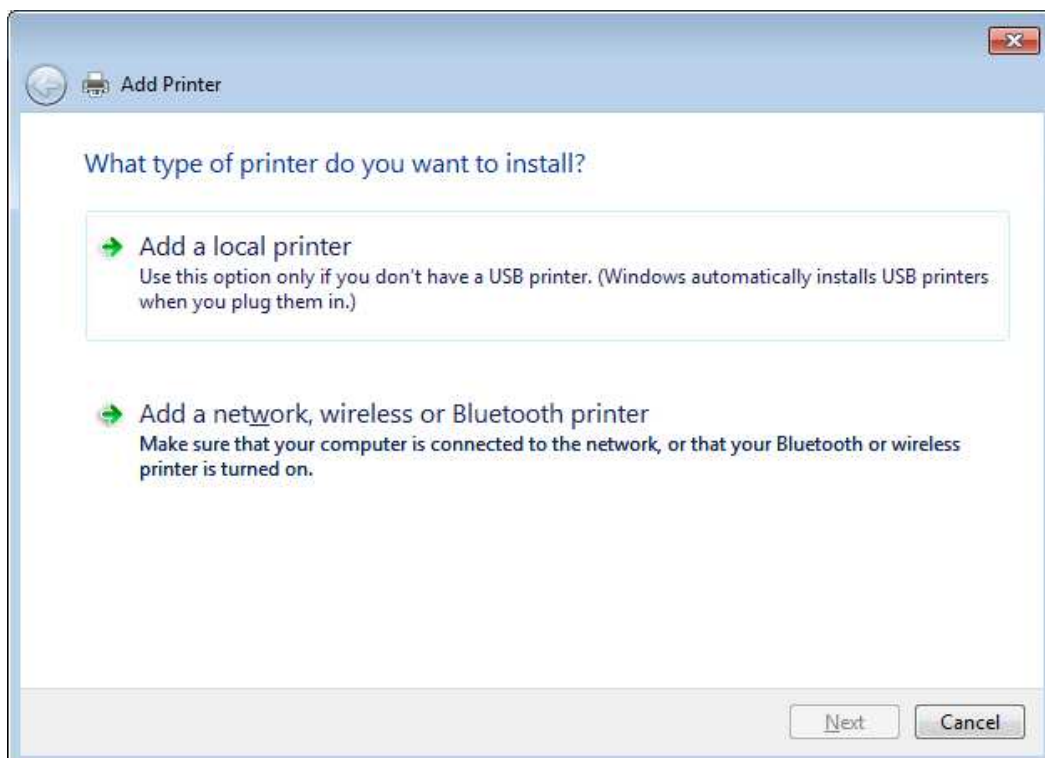 Add Printer
What type of printer do you want to install?
Add a local printer
Use this option only if you don't have a USB printer. (Windows automatically installs USB printers
when you plug them in.)
Add a network, wireless or Bluetooth printer
Make sure that your computer is connected to the network, or that your Bluetooth or wireless
printer is turned on.
Next Cancel